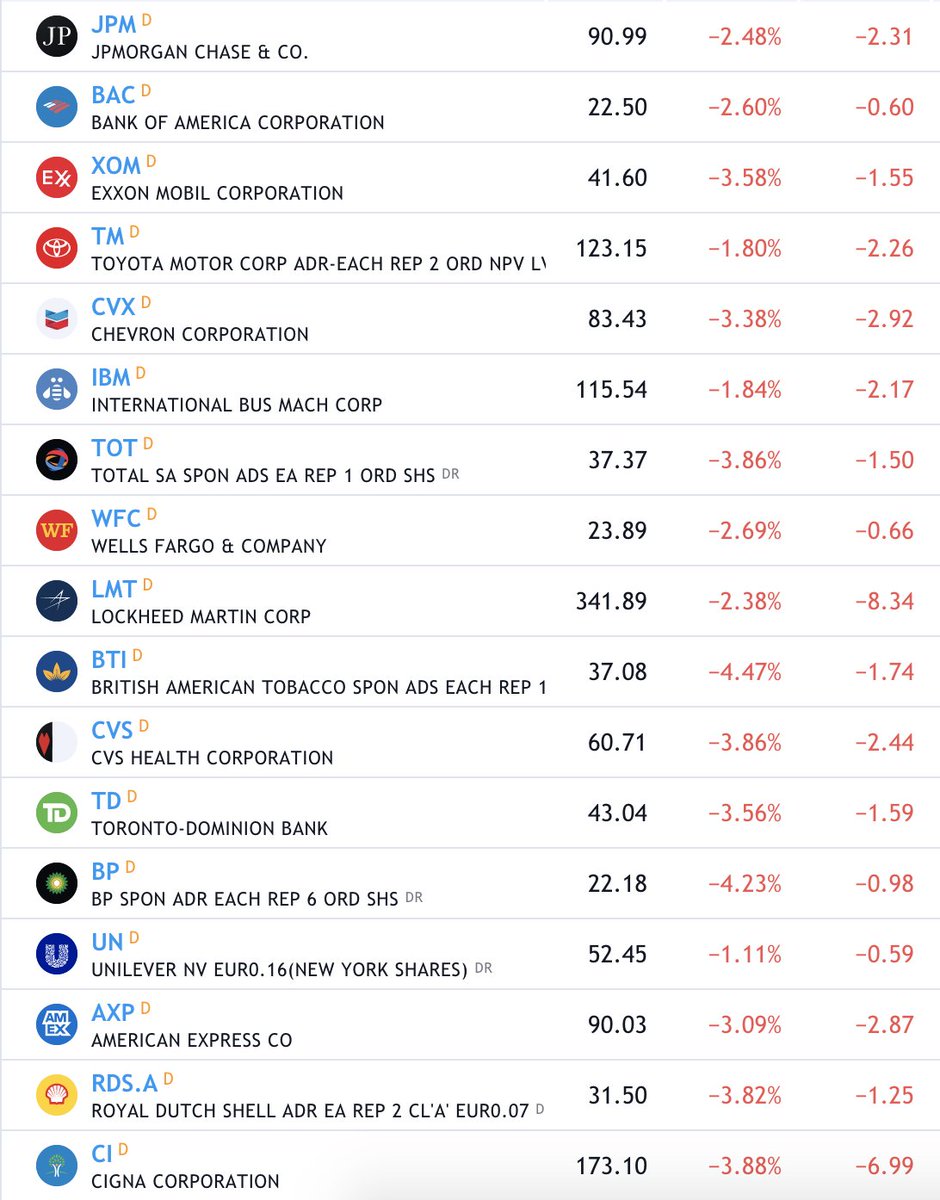 JP JPM D 90.99 −2.48% −2.31
JPMORGAN CHASE & CO.
BAC D 22.50 −2.60% −0.60
BANK OF AMERICA CORPORATION
EXX XOM D 41.60 −3.58% −1.55
EXXON MOBIL CORPORATION
TM D 123.15 −1.80% −2.26
TOYOTA MOTOR CORP ADR-EACH REP 2 ORD NPV
CVX D 83.43 −3.38% −2.92
CHEVRON CORPORATION
IBM D 115.54 −1.84% −2.17
INTERNATIONAL BUS MACH CORP
TOT D 37.37 −3.86% −1.50
TOTAL SA SPON ADS EA REP 1 ORD SHS DR
WF WFC D 23.89 −2.69% −0.66
WELLS FARGO & COMPANY
LMT D 341.89 −2.38% −8.34
LOCKHEED MARTIN CORP
BTI D 37.08 −4.47% −1.74
BRITISH AMERICAN TOBACCO SPON ADS EACH REP 1
CVS D 60.71 −3.86% −2.44
CVS HEALTH CORPORATION
TD TD D 43.04 −3.56% −1.59
TORONTO-DOMINION BANK
BP D 22.18 −4.23% −0.98
BP SPON ADR EACH REP 6 ORD SHS DR
UN D 52.45 −1.11% −0.59
UNILEVER NV EUR0.16(NEW YORK SHARES) DR
AM EX AXP D 90.03 −3.09% −2.87
AMERICAN EXPRESS CO
RDS.A D 31.50 −3.82% −1.25
ROYAL DUTCH SHELL ADR EA REP 2 CL'A' EUR0.07 D
CI D 173.10 −3.88% −6.99
CIGNA CORPORATION